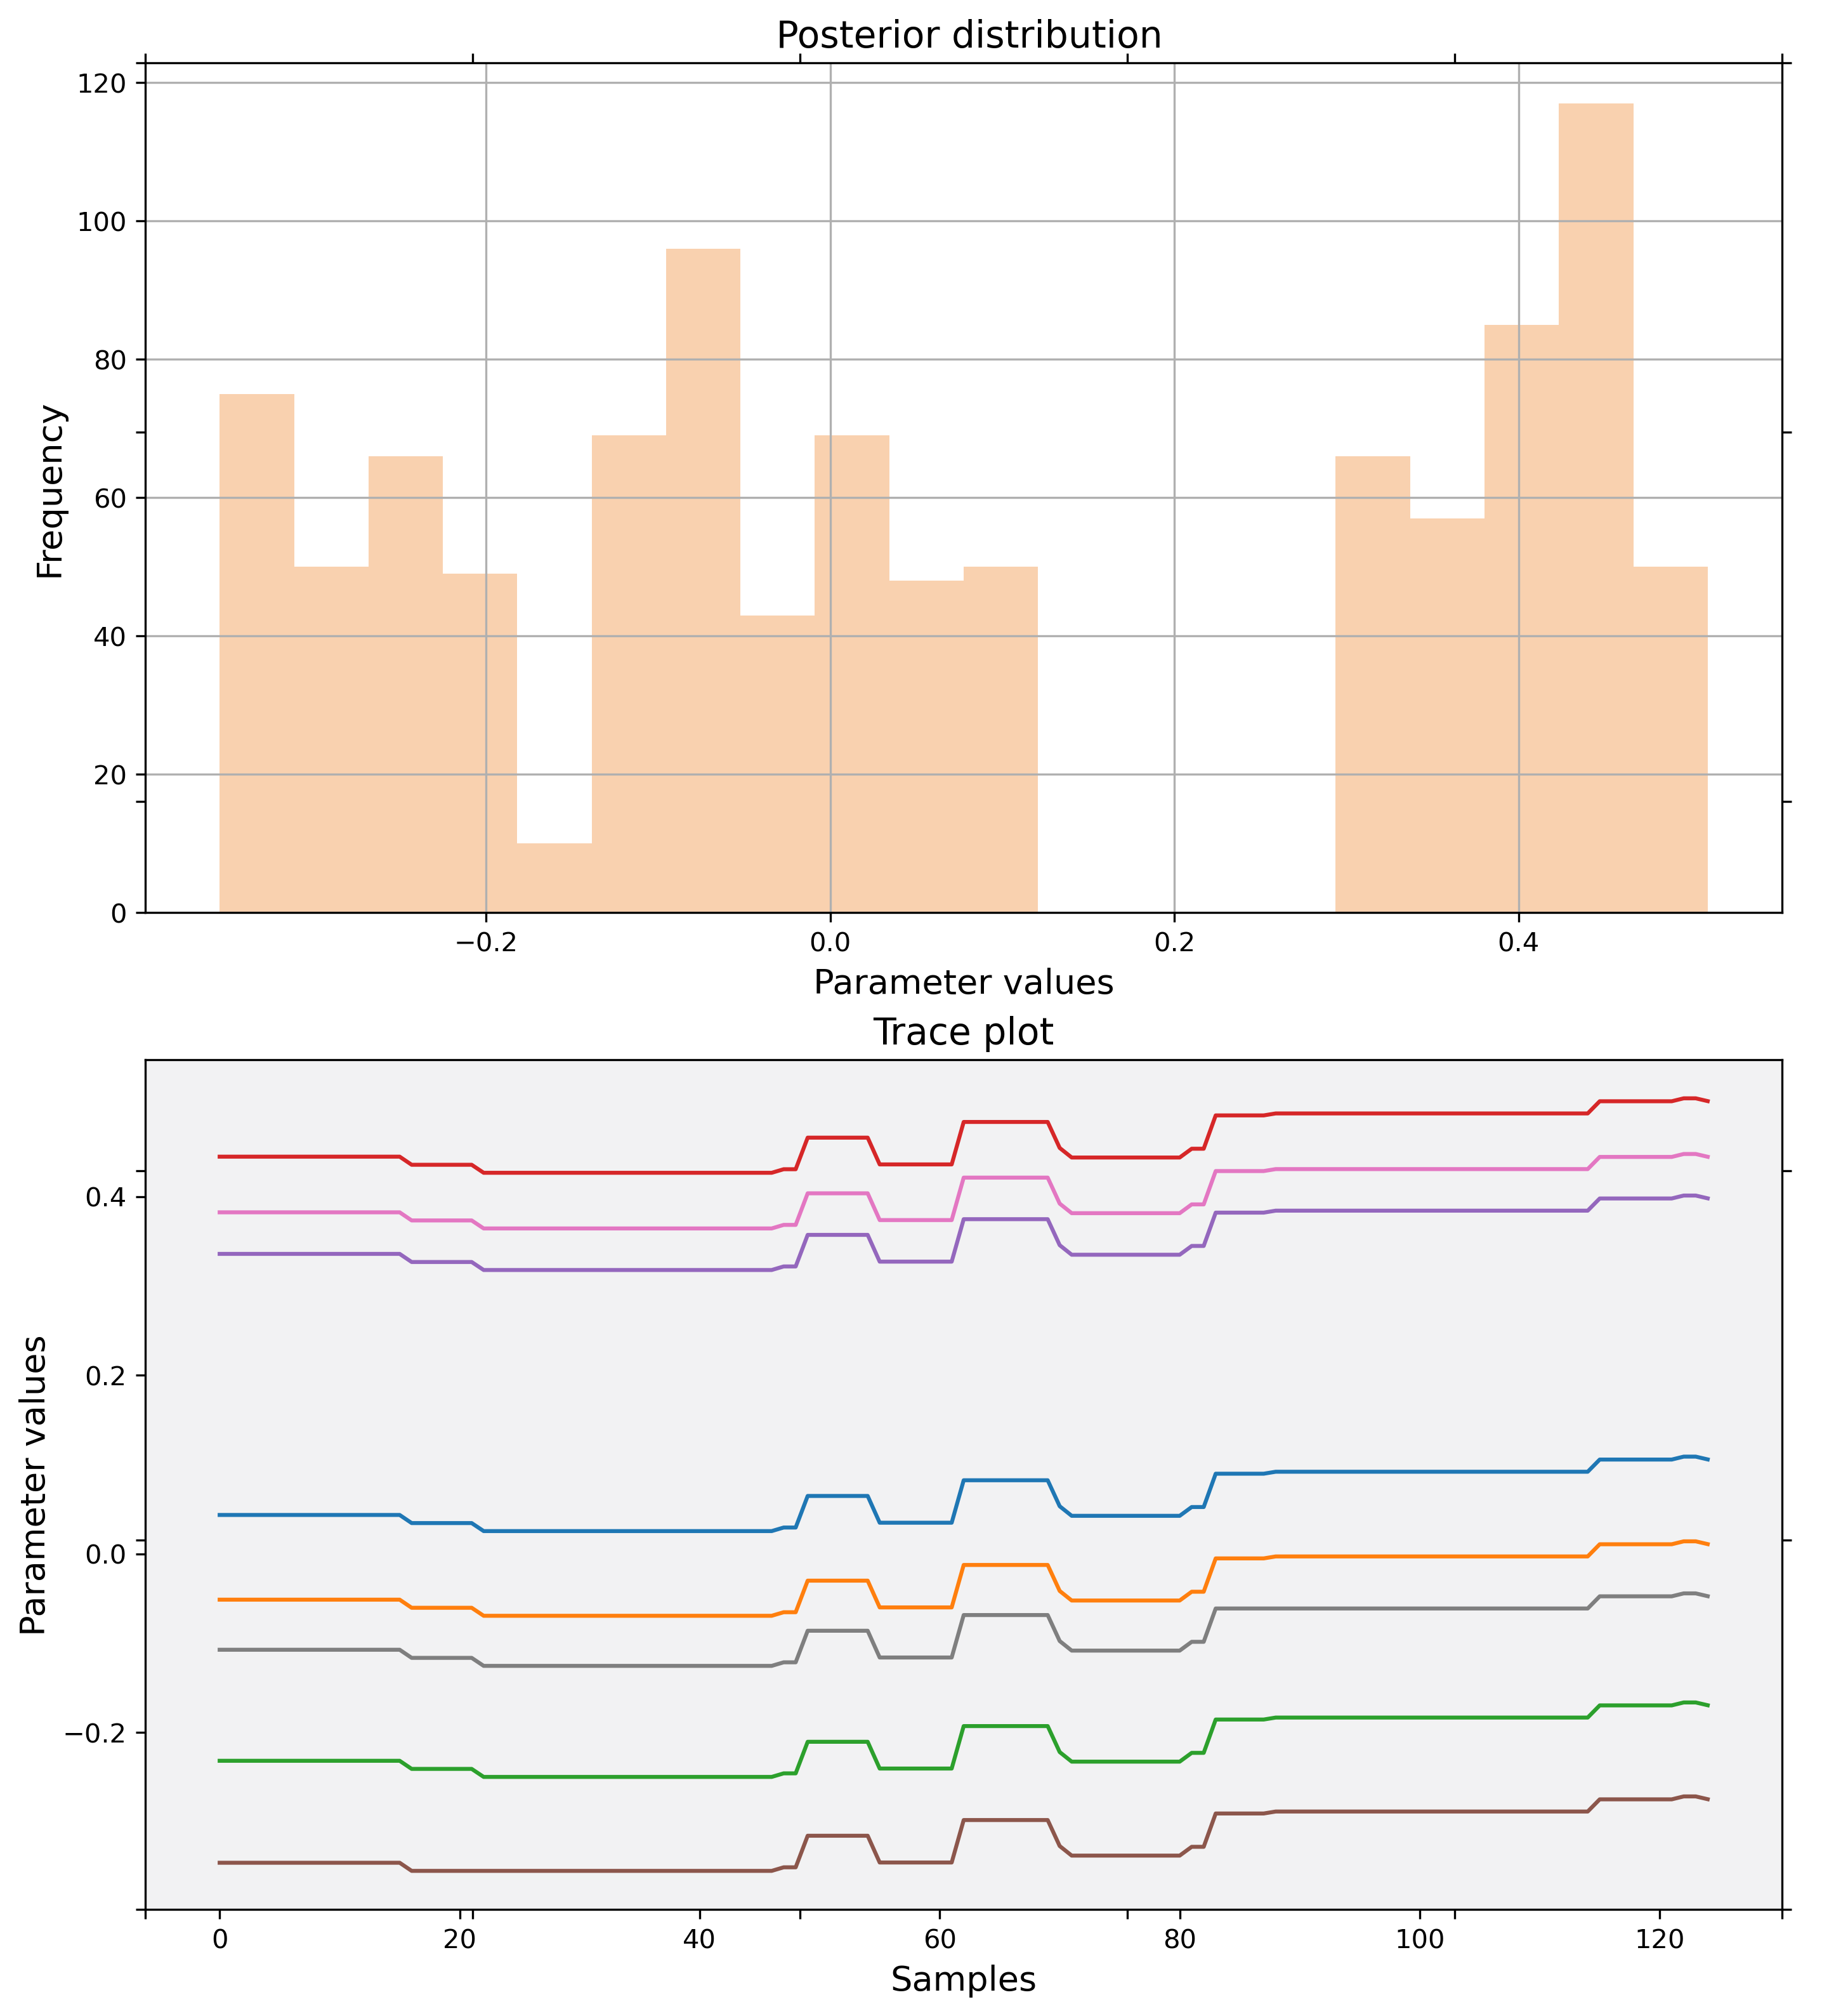 Posterior distribution
120
100
80
60
40
20
0
Frequency
−0.2 0.0 0.2 0.4
Parameter values
Trace plot
0.4
0.2
0.0
−0.2
Parameter values
0 20 40 60 80 100 120
Samples